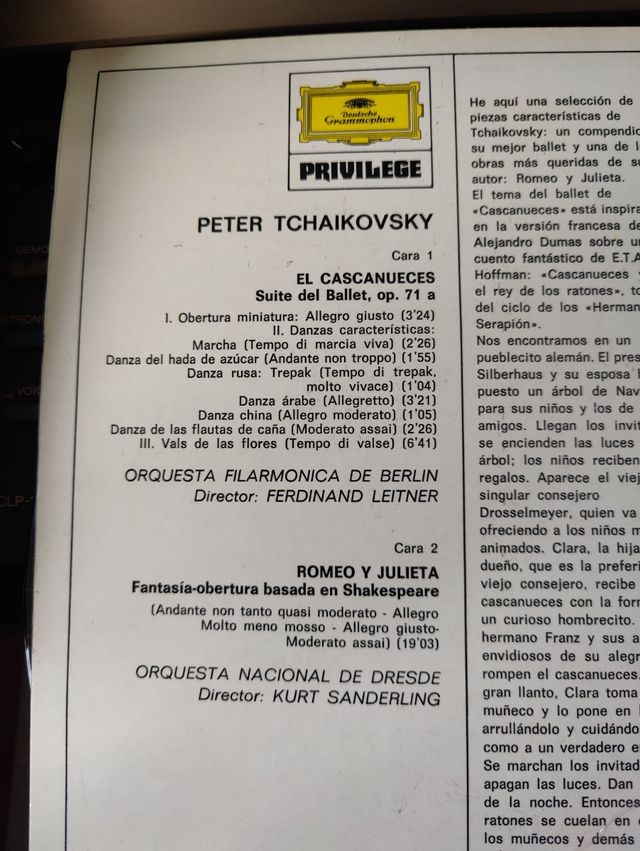 Deutsche
Grammophon
PRIVILEGE
PETER TCHAIKOVSKY
Cara 1
EL CASCANUECES
Suite del Ballet, op. 71 a
I. Obertura miniatura: Allegro giusto (3'24)
II. Danzas características:
Marcha (Tempo di marcia viva) (2'26)
Danza del hada de azúcar (Andante non troppo) (1'55)
Danza rusa: Trepak (Tempo di trepak,
molto vivace) (1'04)
Danza árabe (Allegretto) (3'21)
Danza china (Allegro moderato) (1'05)
Danza de las flautas de caña (Moderato assai) (2'26)
III. Vals de las flores (Tempo di valse) (6'41)
ORQUESTA FILARMONICA DE BERLIN
Director: FERDINAND LEITNER
Cara 2
ROMEO Y JULIETA
Fantasía-obertura basada en Shakespeare
(Andante non tanto quasi moderato - Allegro
Molto meno mosso - Allegro giusto-
Moderato assai) (19'03)
ORQUESTA NACIONAL DE DRESDE
Director: KURT SANDERLING
He aquí una selección de
piezas características de
Tchaikovsky: un compendio
su mejor ballet y una de
obras más queridas de
autor: Romeo y Julieta.
El tema del ballet de
«Cascanueces» está
en la versión francesa
Alejandro Dumas sobre
cuento fantástico de E.T.A
Hoffman: «Cascanueces
el rey de los ratones»,
del ciclo de los
Serapión».
Nos encontramos en un
pueblecito alemán. El
Silberhaus y su esposa
puesto un árbol de
para sus niños y los de
amigos. Llegan los
se encienden las luces
árbol; los niños reciben
regalos. Aparece el
singular consejero
Drosselmeyer, quien va
ofreciendo a los niños
animados. Clara, la hija
dueño, que es la
viejo consejero, recibe
cascanueces con la
un curioso hombrecito.
hermano Franz y sus
envidiosos de su
rompen el cascanueces.
gran llanto, Clara toma
muñeco y lo pone en
arrullándolo y
como a un verdadero
Se marchan los
apagan las luces. Dan
de la noche. Entonces
ratones se cuelan en
los muñecos y demás
DEMO
CLP-